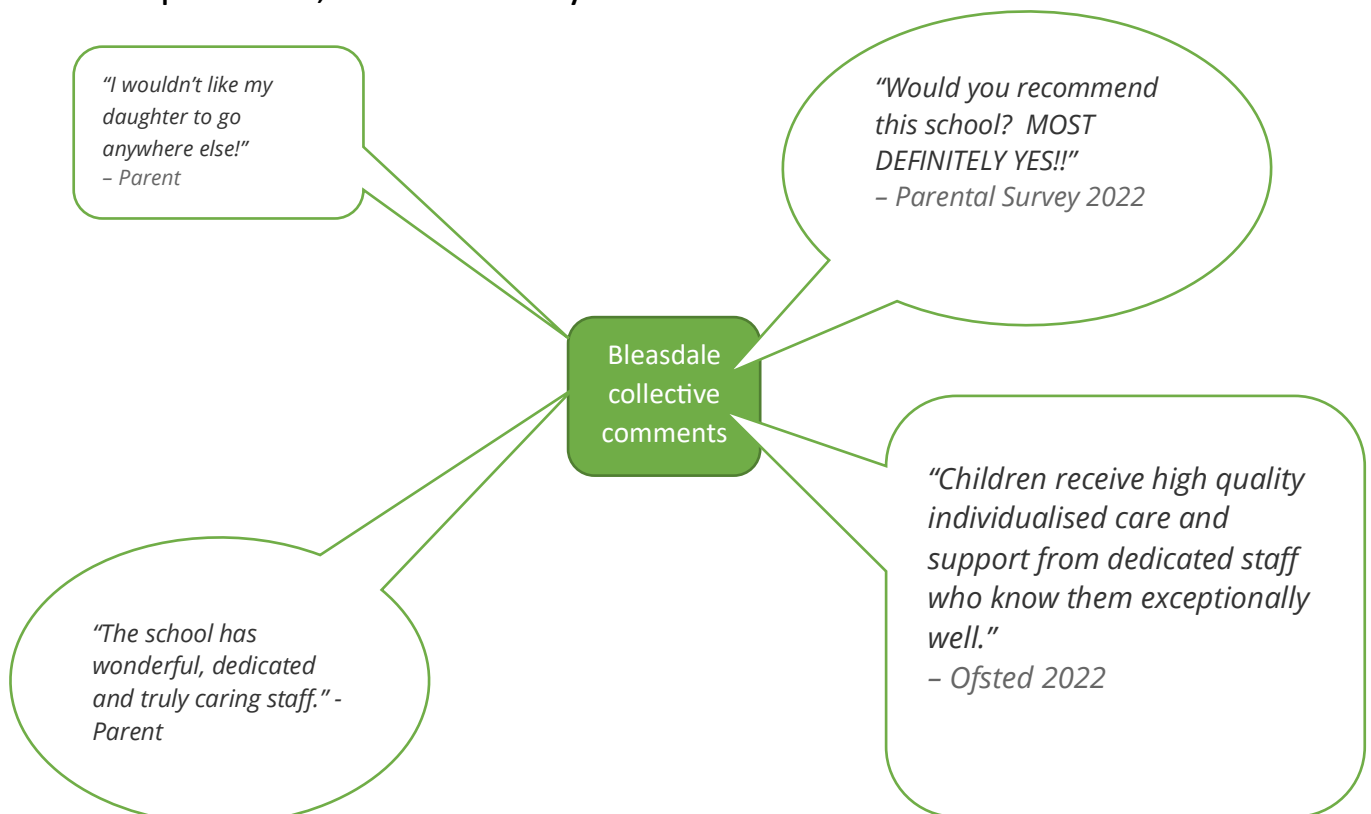 “I wouldn’t like my
daughter to go
anywhere else!”
– Parent
“Would you recommend
this school?  MOST
DEFINITELY YES!!”
– Parental Survey 2022
Bleasdale
collective
comments
“The school has
wonderful, dedicated
and truly caring staff.” -
Parent
“Children receive high quality
individualised care and
support from dedicated staff
who know them exceptionally
well.”
– Ofsted 2022